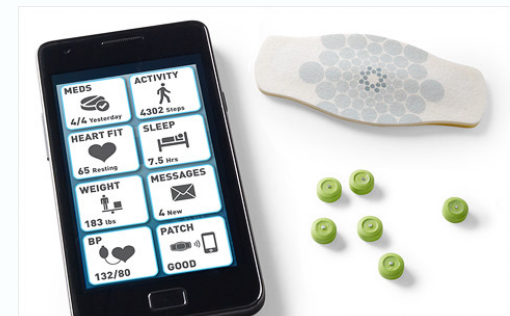 MEDS
4/4 Yesterday
ACTIVITY
4302 Steps
HEART FIT
65 Resting
SLEEP
7.5 Hrs
WEIGHT
183 lbs
MESSAGES
4 New
BP
132/80
PATCH
GOOD